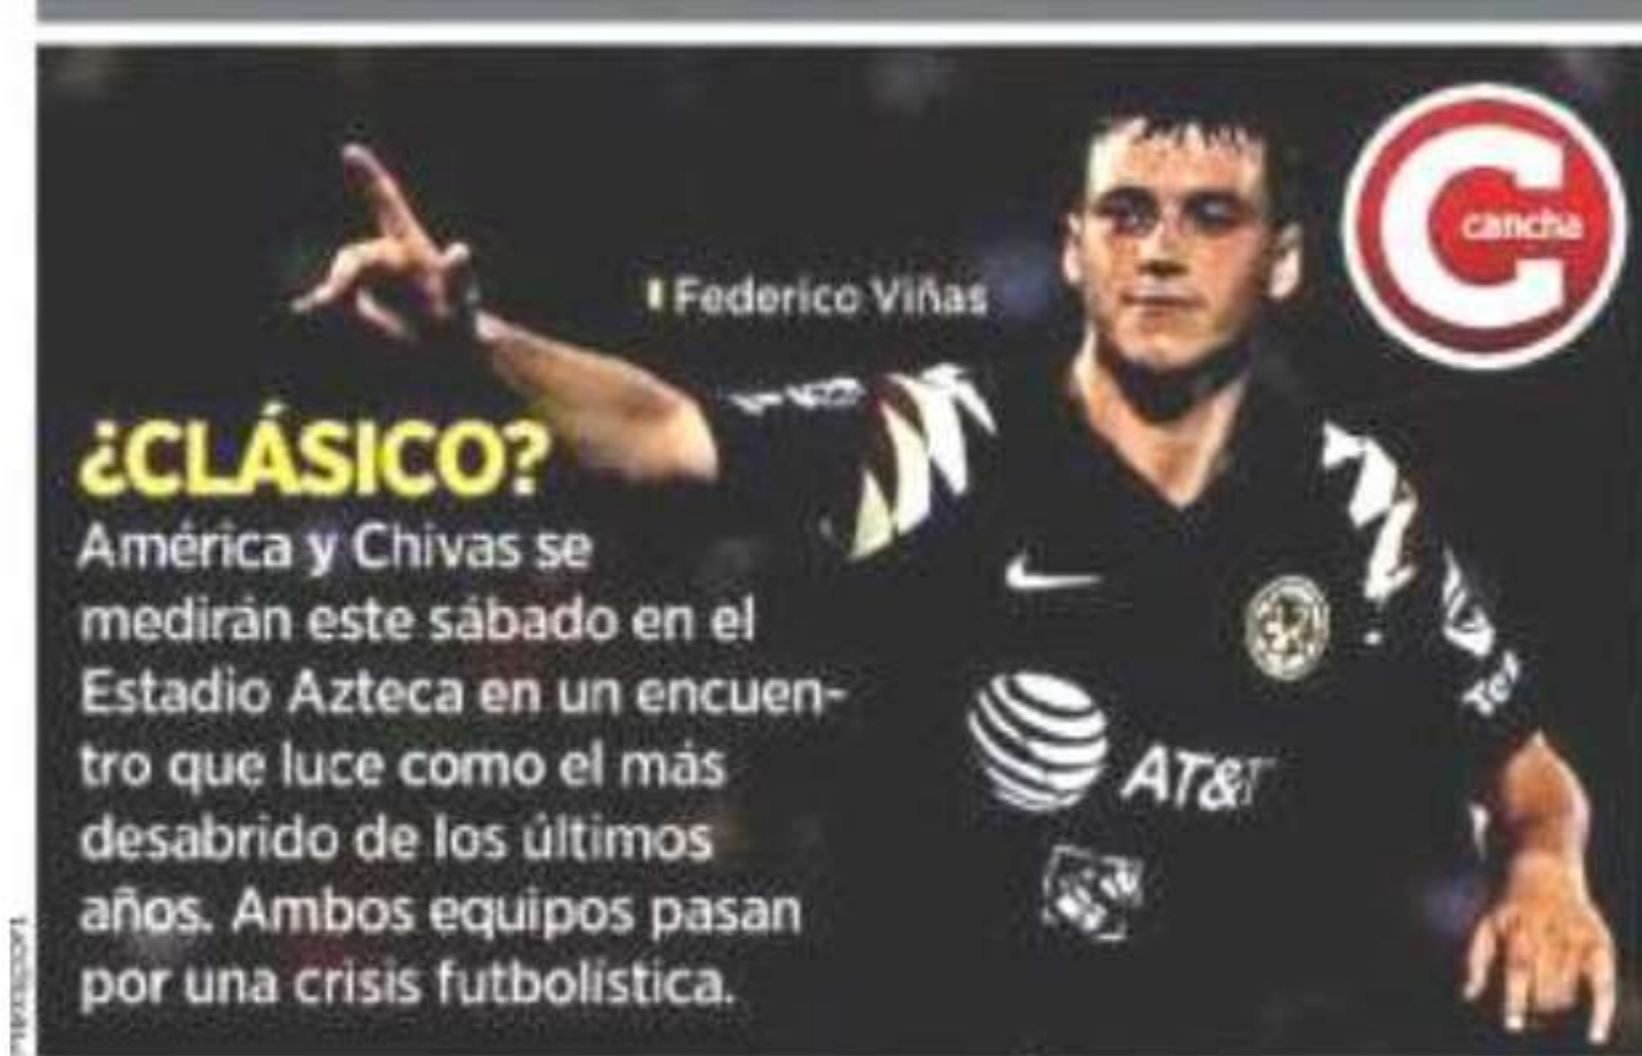 cancha
Federico Viñas
¿CLÁSICO?
América y Chivas se
medirán este sábado en el
Estadio Azteca en un encuen-
tro que luce como el más
desabrido de los últimos
años. Ambos equipos pasan
por una crisis futbolística.
AT&T